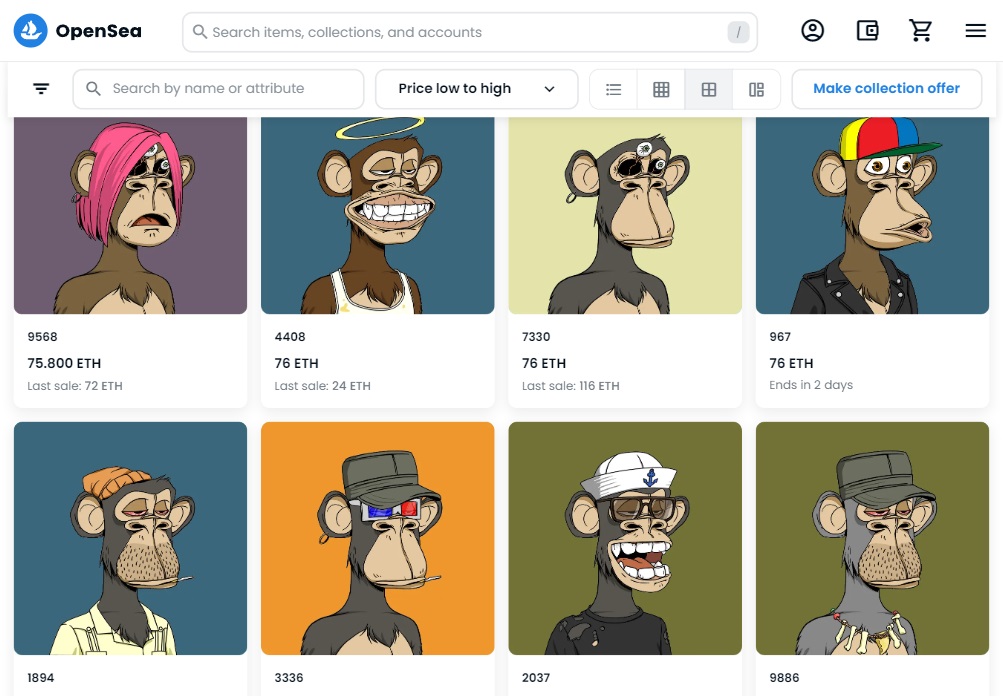 OpenSea
Search items, collections, and accounts
/
Search by name or attribute
Price low to high
Make collection offer
9568
75.800 ETH
Last sale: 72 ETH
4408
76 ETH
Last sale: 24 ETH
7330
76 ETH
Last sale: 116 ETH
967
76 ETH
Ends in 2 days
1894
3336
2037
9886